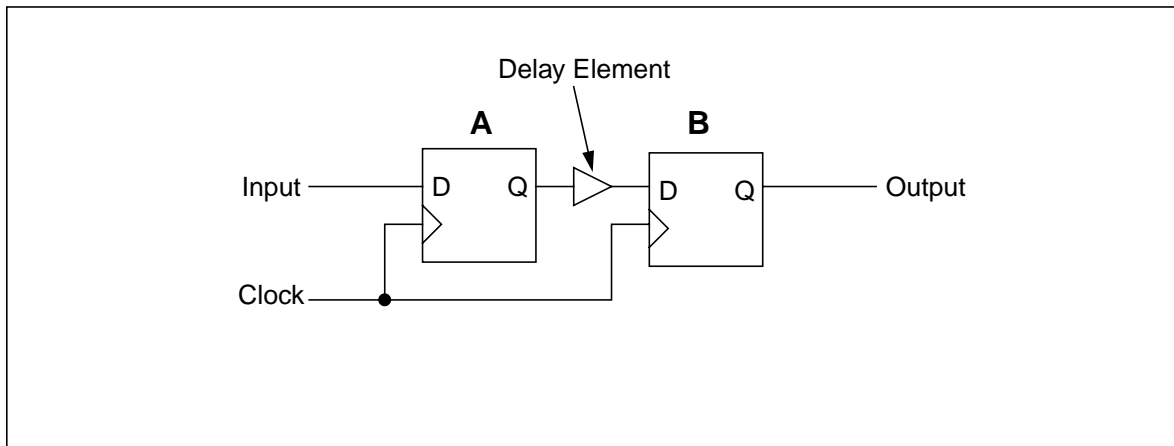 Delay Element
A
B
Input
D
Q
D
Q
Output
Clock